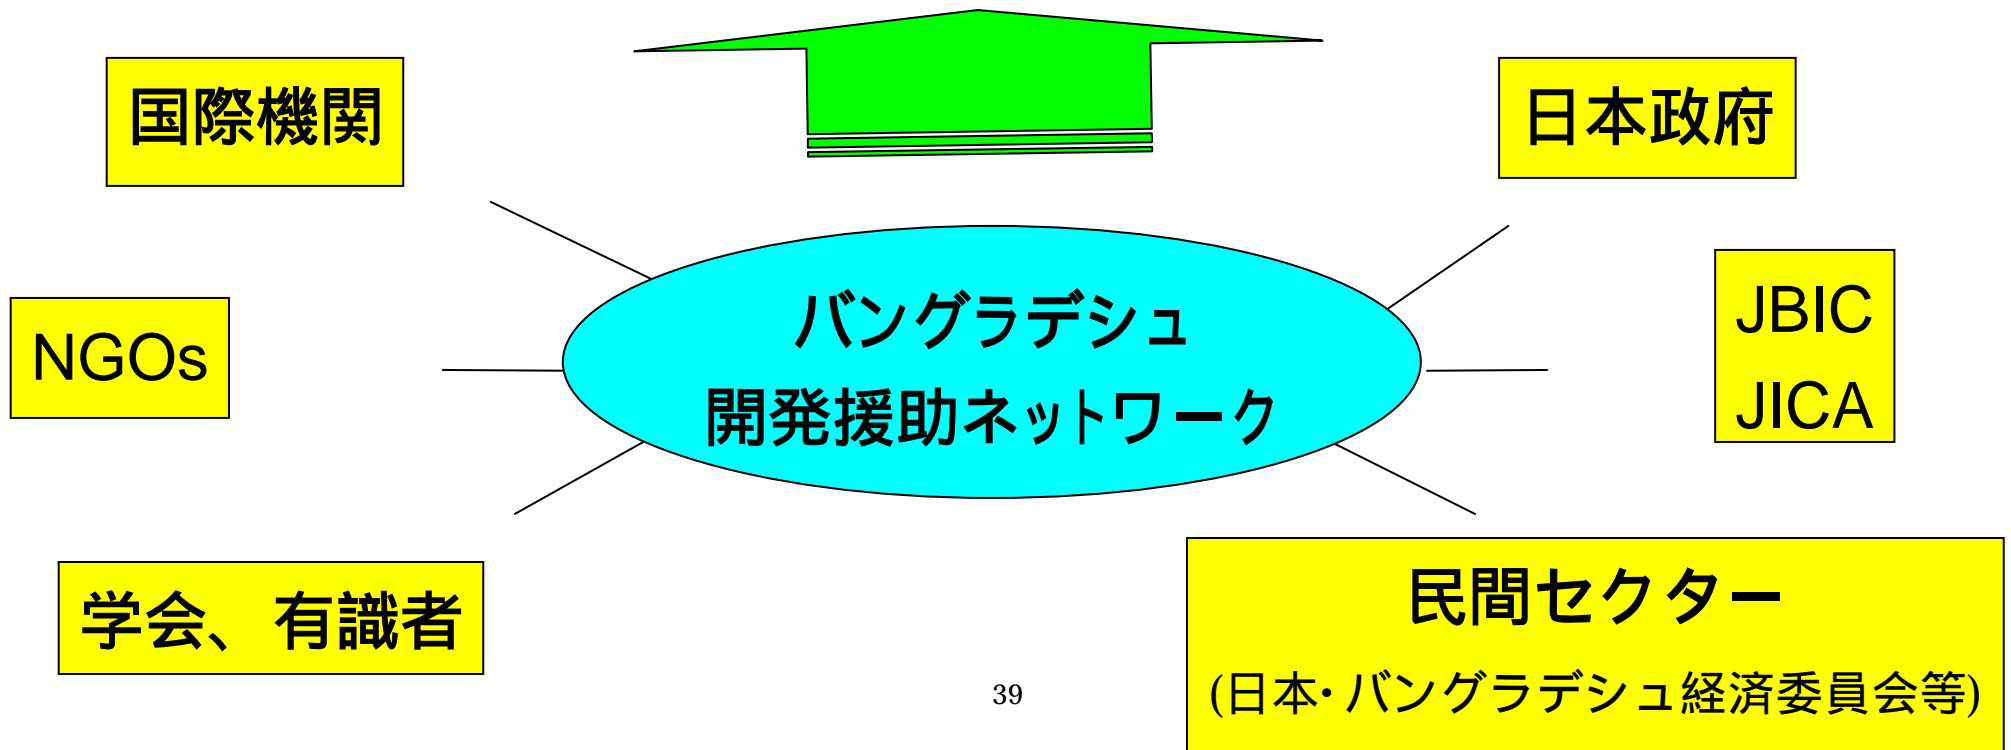 国際機関
日本政府
バングラデシュ
開発援助ネットワーク
NGOs
JBIC
JICA
学会、有識者
民間セクター
(日本・バングラデシュ経済委員会等)
39